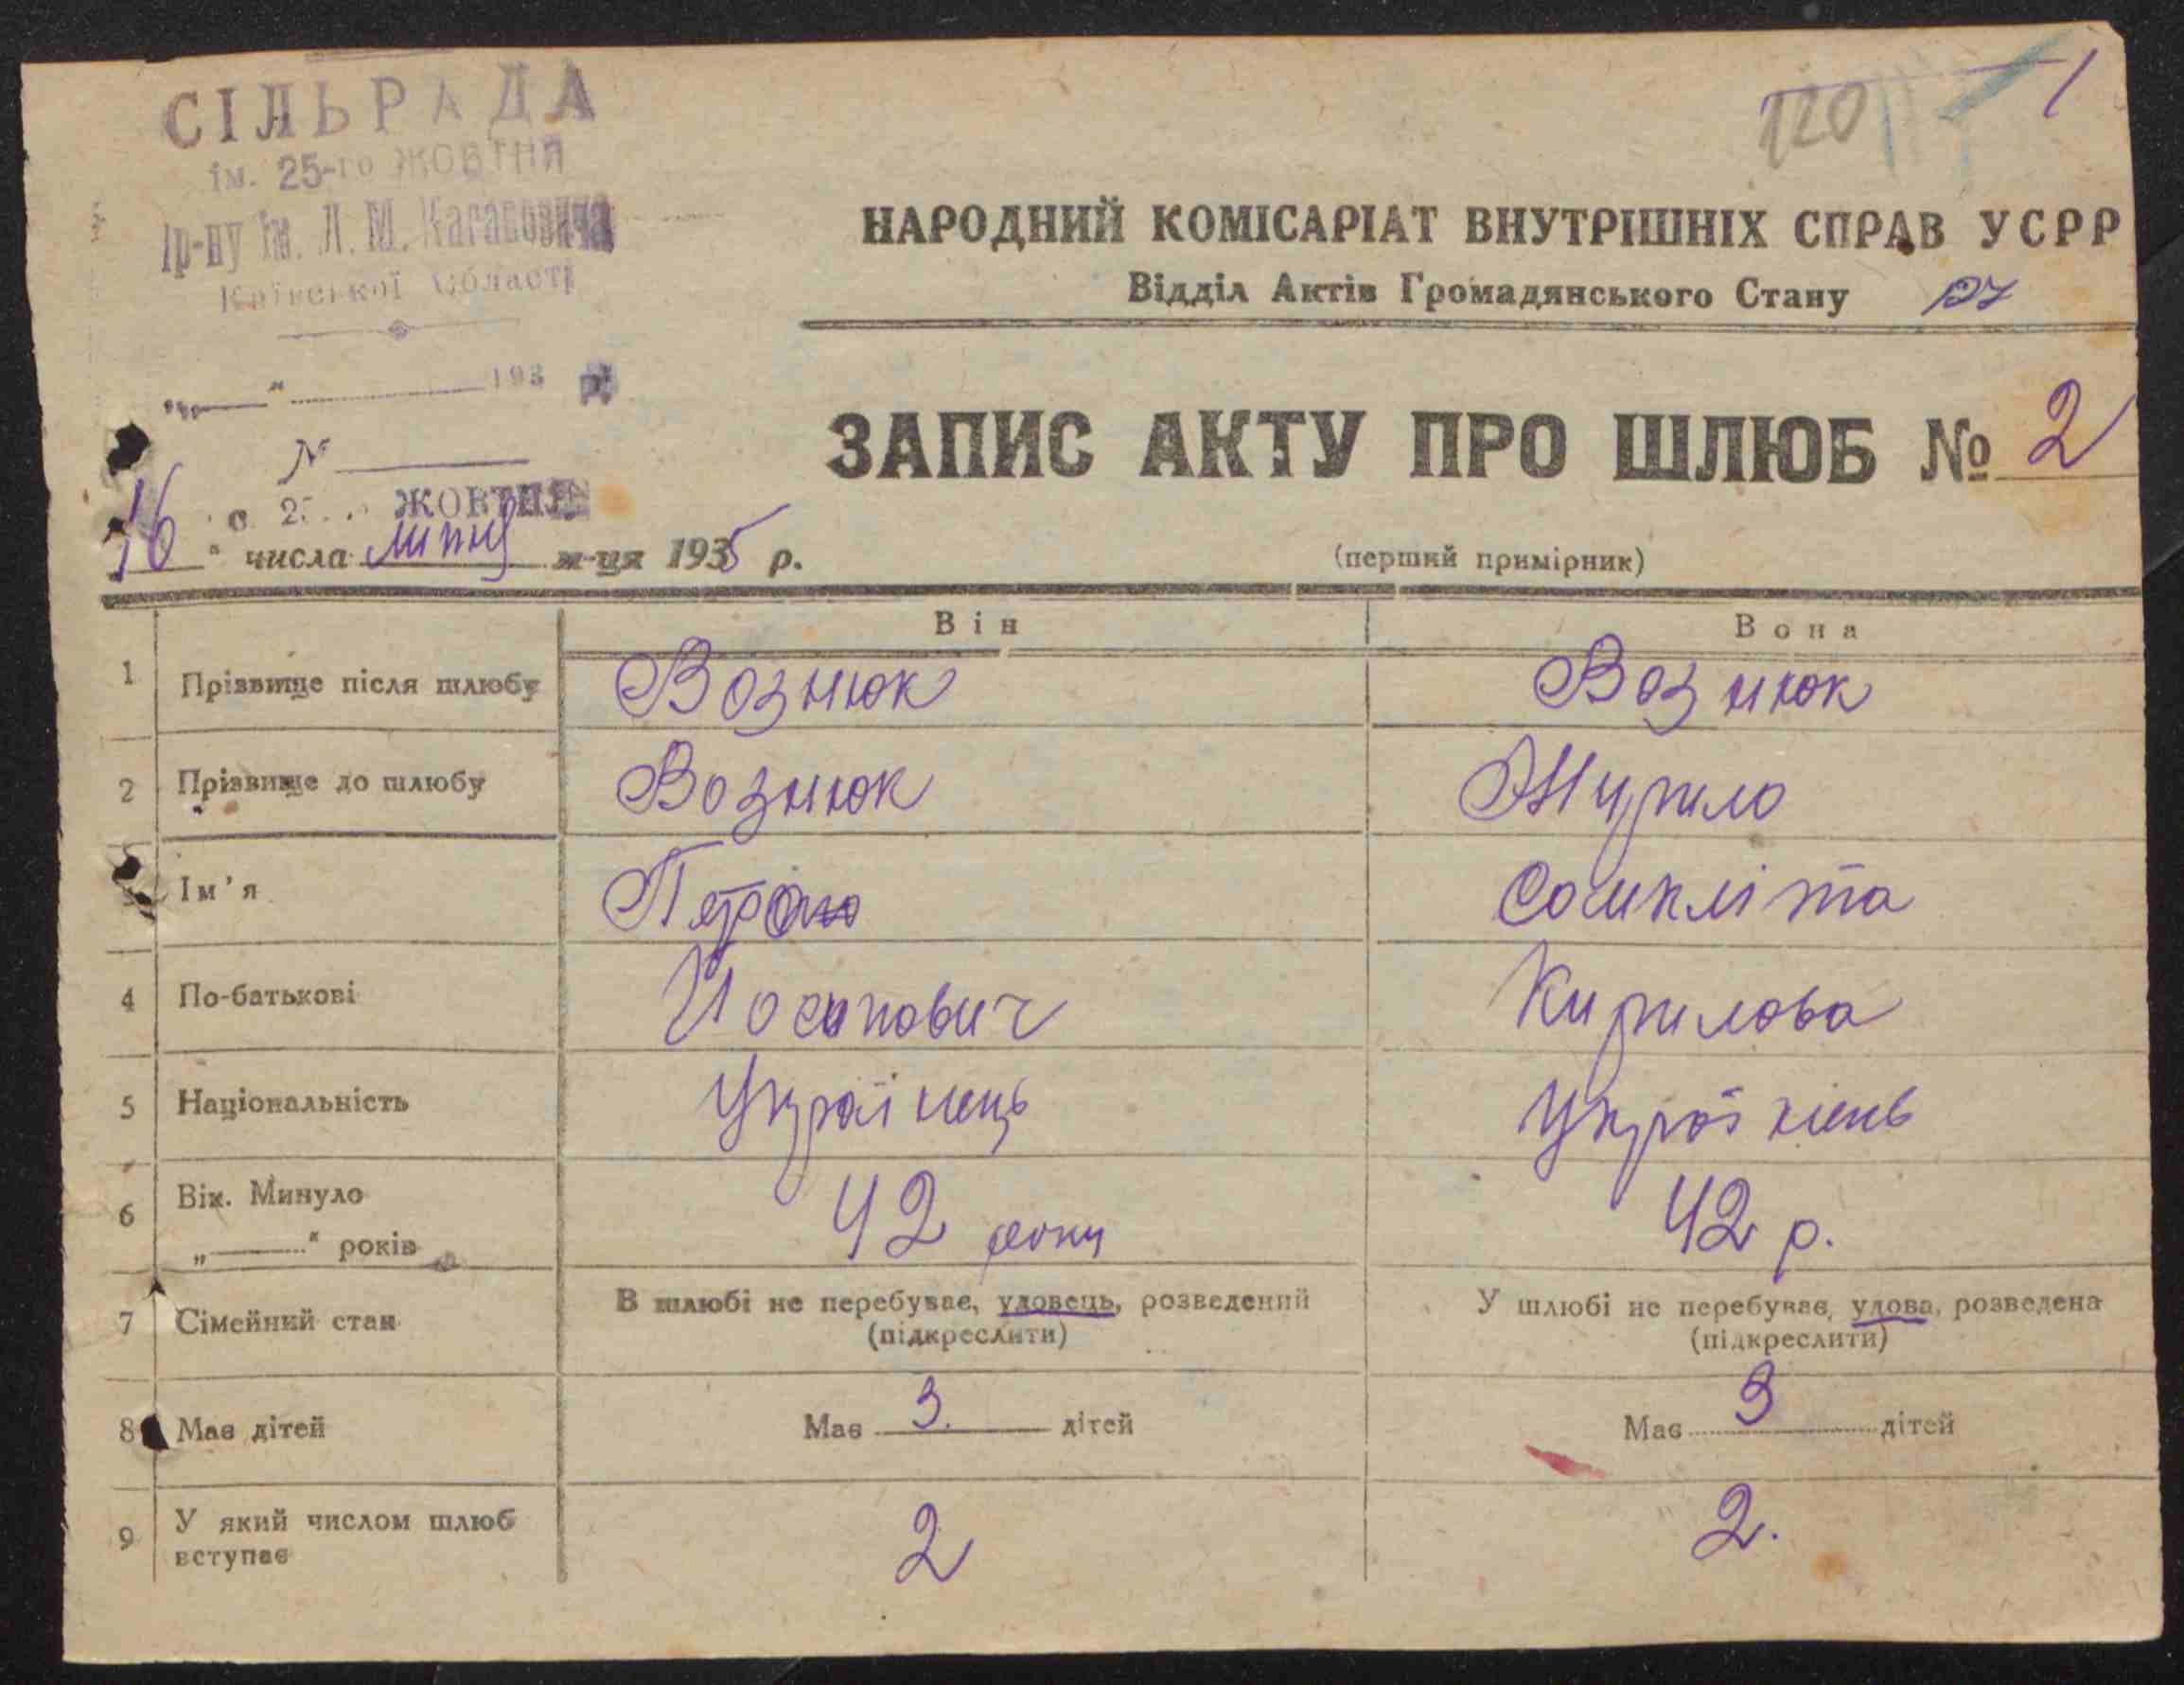 СІЛЬРАДА
ім. 25-го ЖОВТНЯ
р-ну ім. Л. М. Кагановича
Київської Області
„ “ 193 р.
120 1
НАРОДНИЙ КОМІСАРІАТ ВНУТРІШНІХ СПРАВ УСРР
Відділ Актів Громадянського Стану
№
ЗАПИС АКТУ ПРО ШЛЮБ № 2
с. 25 ЖОВТНЯ
16 “ числа липня м-ця 1935 р.
(перший примірник)
Він Вона
1 Прізвище після шлюбу Вознюк Вознюк
2 Прізвище до шлюбу Вознюк Журило
Ім'я Петро
4 По-батькові Йосипович Кирилова
5 Національність Українець Українець
6 Вік. Минуло „ “ років 42 роки 42 р.
7 Сімейний стан В шлюбі не перебуває, удовець, розведений У шлюбі не перебуває, удова, розведена
(підкреслити) (підкреслити)
8 Має дітей Має 3. дітей Має 3 дітей
9 У який числом шлюб 2 2.
вступає